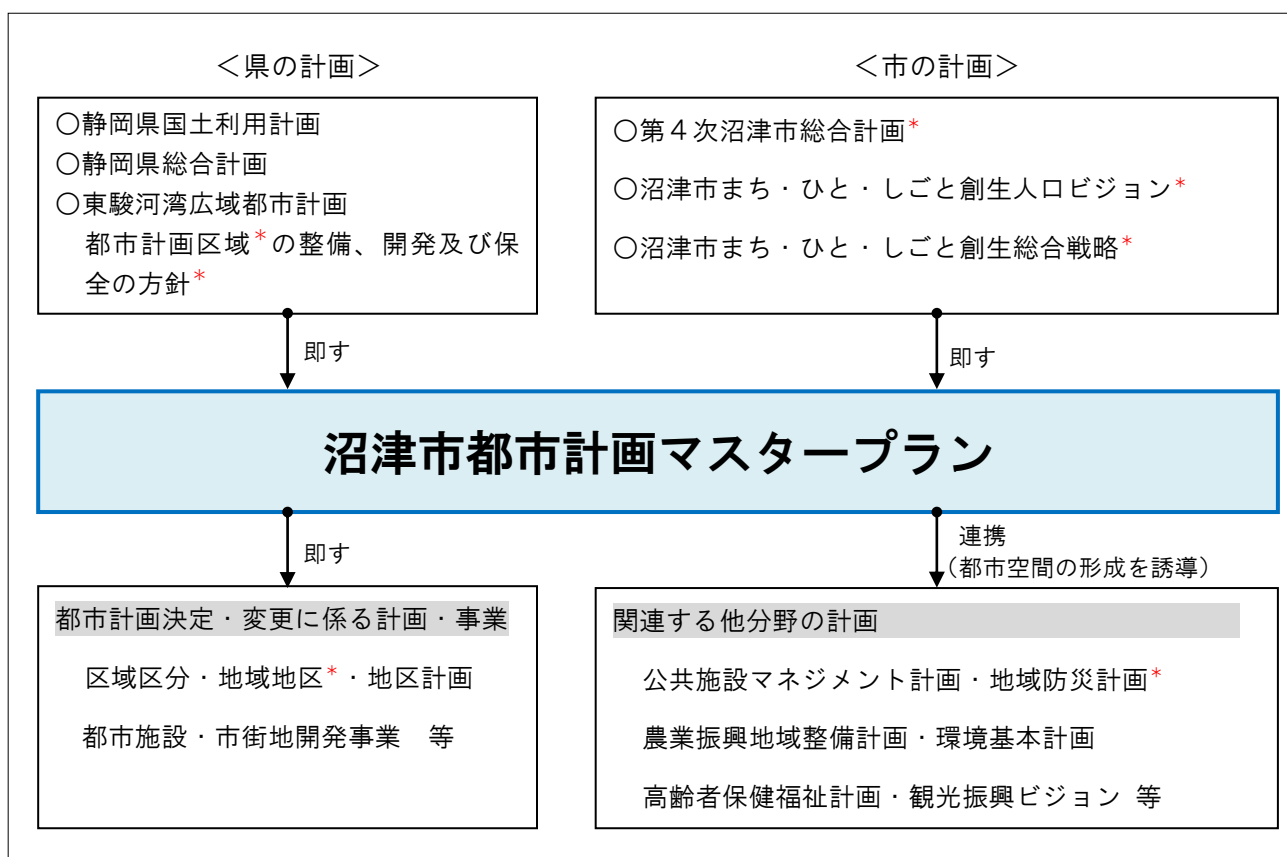 ＜県の計画＞
〇静岡県国土利用計画
〇静岡県総合計画
〇東駿河湾広域都市計画
都市計画区域*の整備、開発及び保
全の方針*
＜市の計画＞
〇第４次沼津市総合計画*
〇沼津市まち・ひと・しごと創生人口ビジョン*
〇沼津市まち・ひと・しごと創生総合戦略*
即す
即す
沼津市都市計画マスタープラン
即す
連携
（都市空間の形成を誘導）
都市計画決定・変更に係る計画・事業
区域区分・地域地区*・地区計画
都市施設・市街地開発事業　等
関連する他分野の計画
公共施設マネジメント計画・地域防災計画*
農業振興地域整備計画・環境基本計画
高齢者保健福祉計画・観光振興ビジョン 等